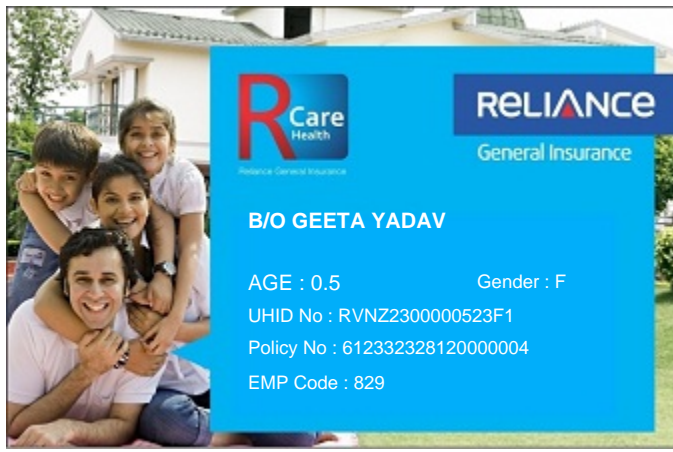 R Care
Health
Reliance General Insurance
RELIANCE
General Insurance
B/O GEETA YADAV
AGE : 0.5 Gender : F
UHID No : RVNZ2300000523F1
Policy No : 612332328120000004
EMP Code : 829